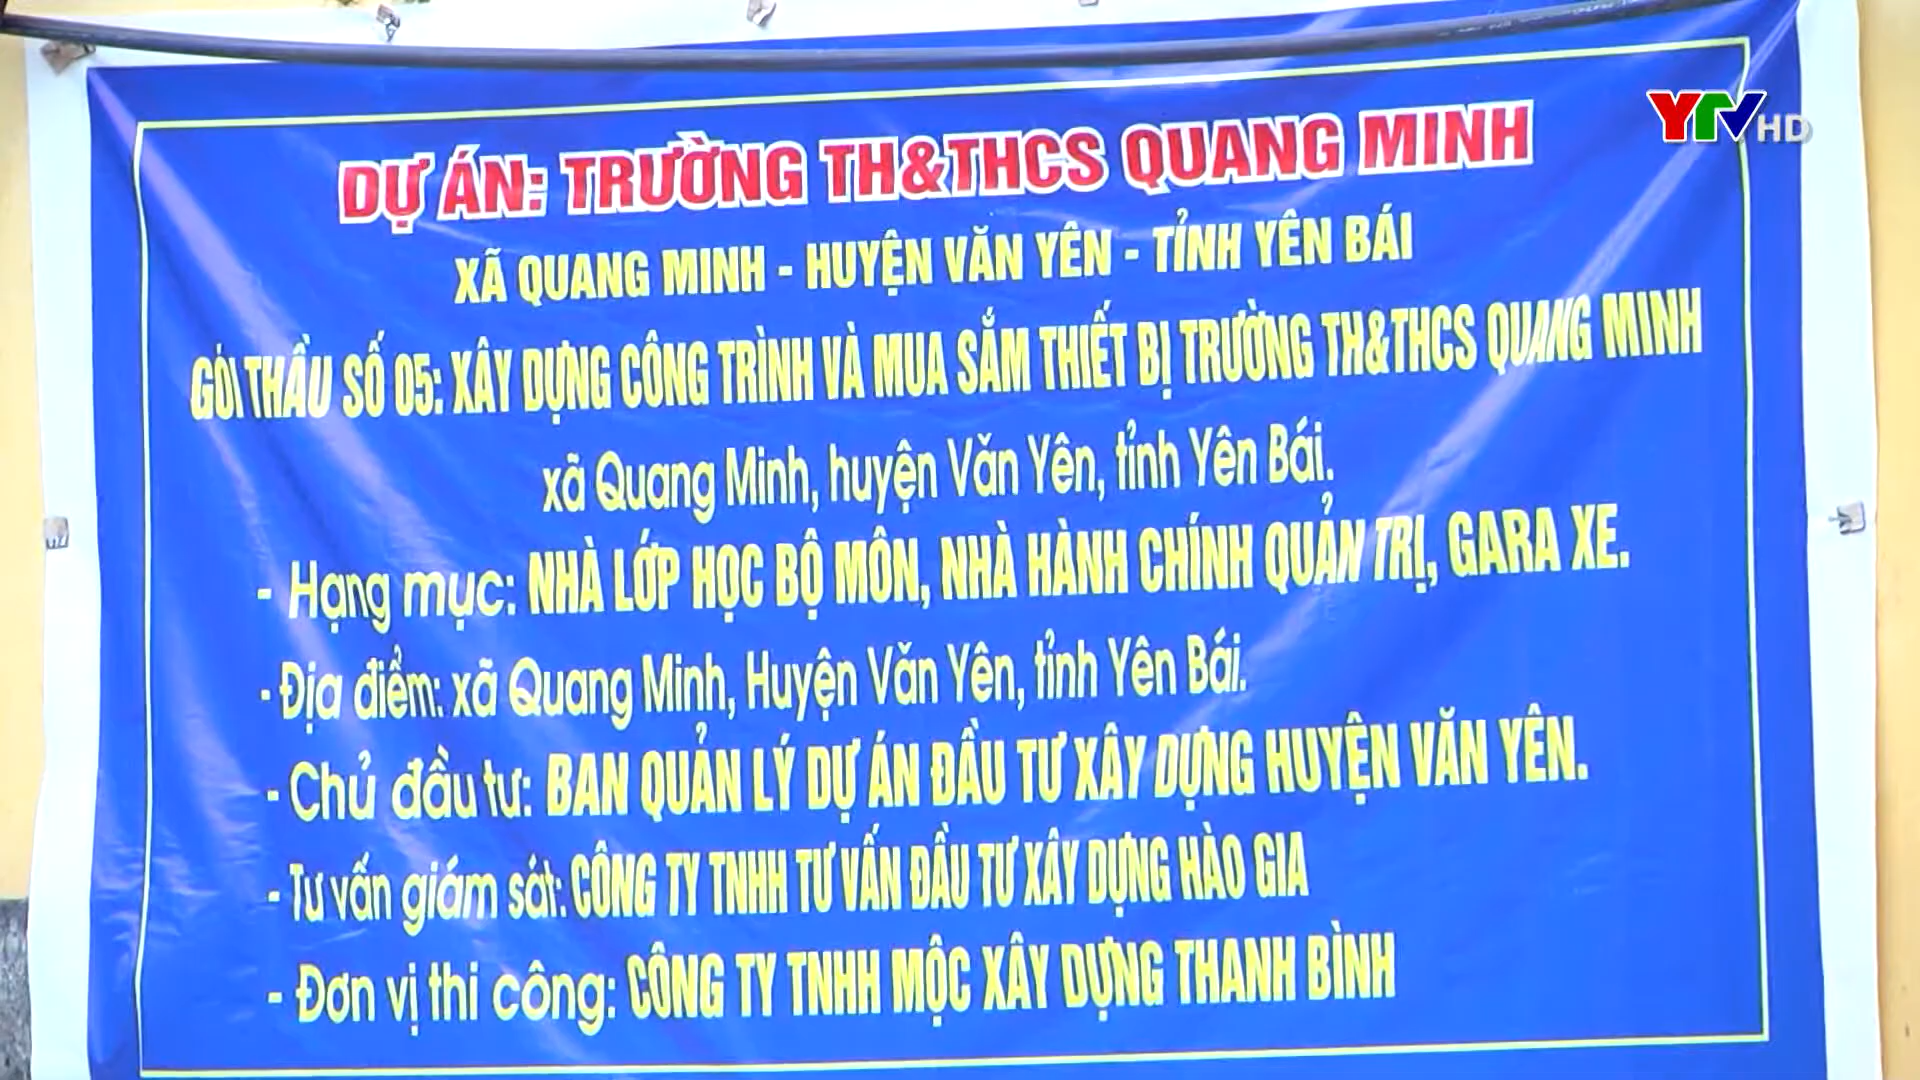 YTV HD
DỰ ÁN: TRƯỜNG TH&THCS QUANG MINH
XÃ QUANG MINH - HUYỆN VĂN YÊN - TỈNH YÊN BÁI
GÓI THẦU SỐ 05: XÂY DỰNG CÔNG TRÌNH VÀ MUA SẮM THIẾT BỊ TRƯỜNG TH&THCS QUANG MINH
xã Quang Minh, huyện Văn Yên, tỉnh Yên Bái.
- Hạng mục: NHÀ LỚP HỌC BỘ MÔN, NHÀ HÀNH CHÍNH QUẢN TRỊ, GARA XE.
- Địa điểm: xã Quang Minh, Huyện Văn Yên, tỉnh Yên Bái.
- Chủ đầu tư: BAN QUẢN LÝ DỰ ÁN ĐẦU TƯ XÂY DỰNG HUYỆN VĂN YÊN.
- Tư vấn giám sát: CÔNG TY TNHH TƯ VẤN ĐẦU TƯ XÂY DỰNG HÀO GIA
- Đơn vị thi công: CÔNG TY TNHH MỘC XÂY DỰNG THANH BÌNH